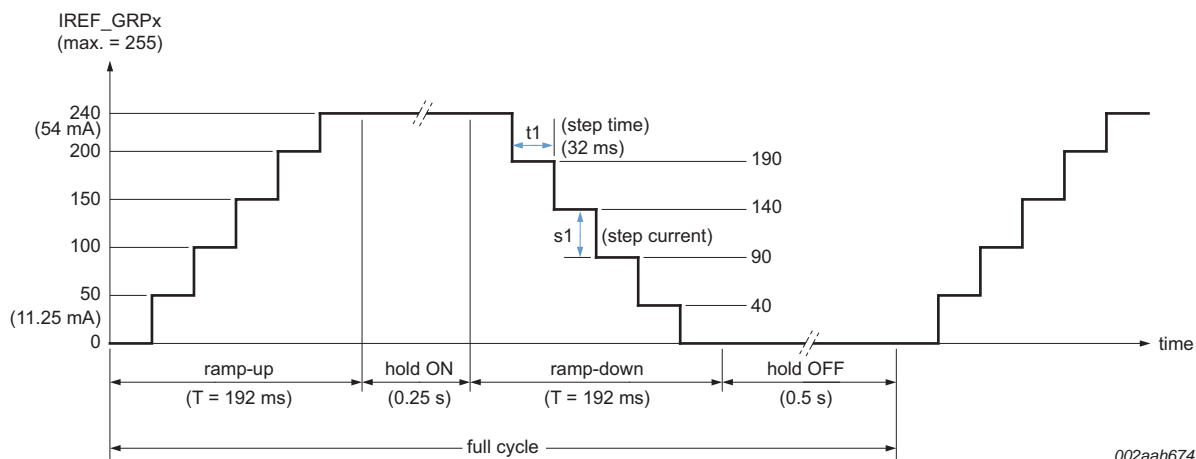 IREF_GRPx
(max. = 255)
240
(54 mA)
200
150
100
50
(11.25 mA)
0
t1
(step time)
(32 ms)
190
140
s1
(step current)
90
40
time
ramp-up
(T = 192 ms)
hold ON
(0.25 s)
ramp-down
(T = 192 ms)
hold OFF
(0.5 s)
full cycle
002aah674